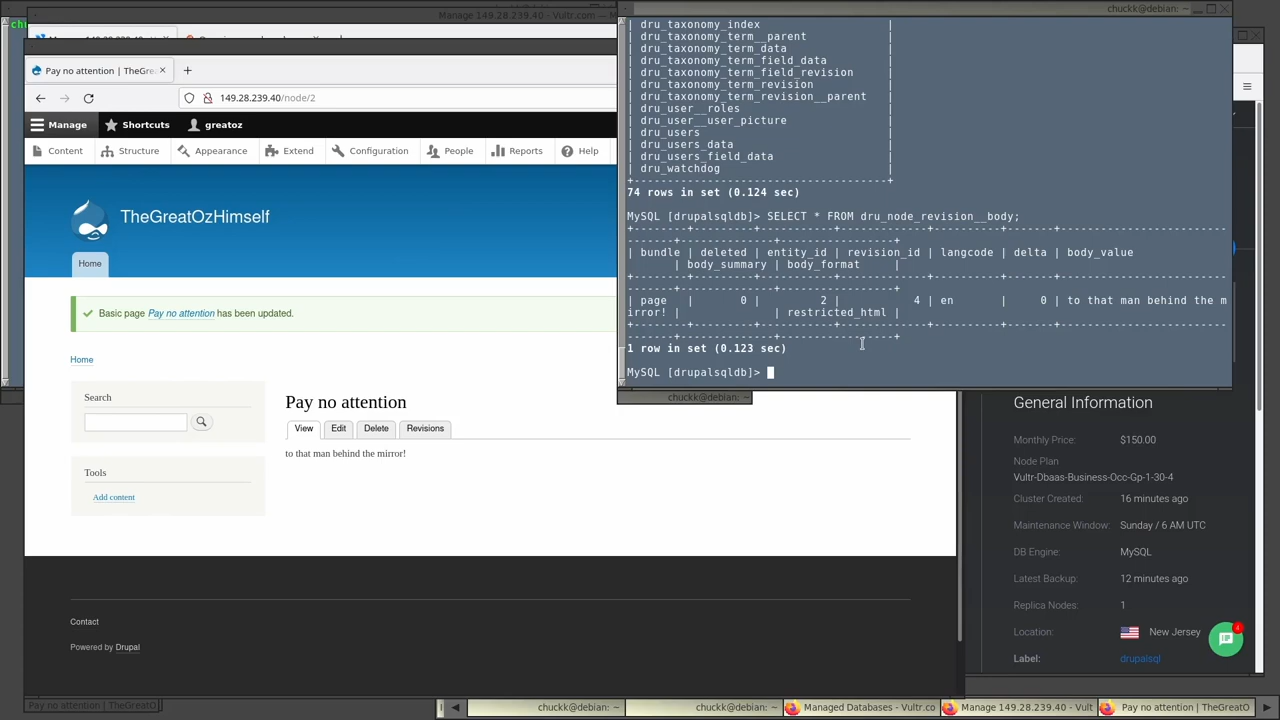 Manage 149.28.239.40 - Vultr.com — M
chuckk@debian: ~
Pay no attention | TheGre
149.28.239.40/node/2
Manage
Shortcuts
greatoz
Content
Structure
Appearance
Extend
Configuration
People
Reports
Help
TheGreatOzHimself
Home
Basic page Pay no attention has been updated.
Home
Search
Tools
Add content
Pay no attention
View
Edit
Delete
Revisions
to that man behind the mirror!
Contact
Powered by Drupal
| dru_taxonomy_index |
| dru_taxonomy_term__parent |
| dru_taxonomy_term_data |
| dru_taxonomy_term_field_data |
| dru_taxonomy_term_field_revision |
| dru_taxonomy_term_revision |
| dru_taxonomy_term_revision__parent |
| dru_user__roles |
| dru_user__user_picture |
| dru_users |
| dru_users_data |
| dru_users_field_data |
| dru_watchdog |
74 rows in set (0.124 sec)
MySQL [drupalsqldb]> SELECT * FROM dru_node_revision__body;
| bundle | deleted | entity_id | revision_id | langcode | delta | body_value
| body_summary | body_format |
| page | 0 | 2 | 4 | en | 0 | to that man behind the m
irror! | | restricted_html |
1 row in set (0.123 sec)
MySQL [drupalsqldb]>
chuckk@debian: ~
General Information
Monthly Price: $150.00
Node Plan
Vultr-Dbaas-Business-Occ-Gp-1-30-4
Cluster Created: 16 minutes ago
Maintenance Window: Sunday / 6 AM UTC
DB Engine: MySQL
Latest Backup: 12 minutes ago
Replica Nodes: 1
Location: New Jersey
Label: drupalsql
4
Pay no attention | TheGreatO
chuckk@debian: ~
chuckk@debian: ~
Managed Databases - Vultr.co
Manage 149.28.239.40 - Vult
Pay no attention | TheGreatO